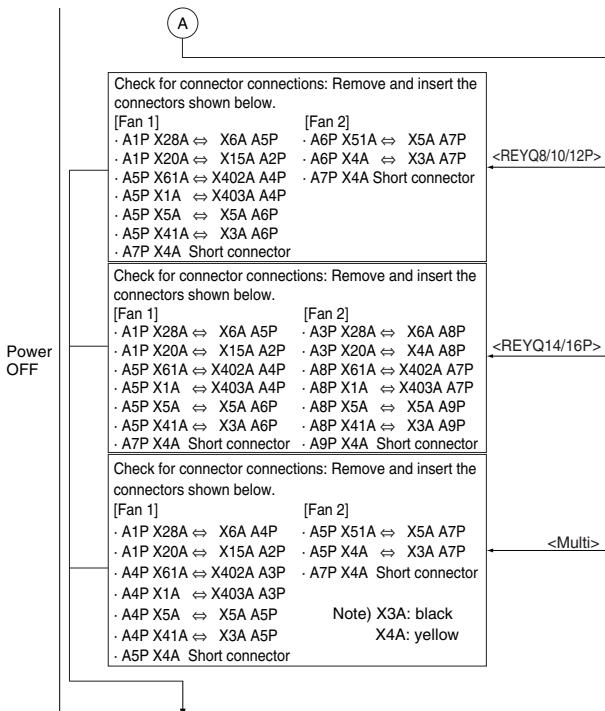 A
Check for connector connections: Remove and insert the
connectors shown below.
[Fan 1] [Fan 2]
· A1P X28A ⇔ X6A A5P · A6P X51A ⇔ X5A A7P
· A1P X20A ⇔ X15A A2P · A6P X4A ⇔ X3A A7P
· A5P X61A ⇔ X402A A4P · A7P X4A Short connector
· A5P X1A ⇔ X403A A4P
· A5P X5A ⇔ X5A A6P
· A5P X41A ⇔ X3A A6P
· A7P X4A Short connector
<REYQ8/10/12P>
Check for connector connections: Remove and insert the
connectors shown below.
[Fan 1] [Fan 2]
· A1P X28A ⇔ X6A A5P · A3P X28A ⇔ X6A A8P
· A1P X20A ⇔ X15A A2P · A3P X20A ⇔ X4A A8P
· A5P X61A ⇔ X402A A4P · A8P X61A ⇔ X402A A7P
· A5P X1A ⇔ X403A A4P · A8P X1A ⇔ X403A A7P
· A5P X5A ⇔ X5A A6P · A8P X5A ⇔ X5A A9P
· A5P X41A ⇔ X3A A6P · A8P X41A ⇔ X3A A9P
· A7P X4A Short connector · A9P X4A Short connector
<REYQ14/16P>
Power
OFF
Check for connector connections: Remove and insert the
connectors shown below.
[Fan 1] [Fan 2]
· A1P X28A ⇔ X6A A4P · A5P X51A ⇔ X5A A7P
· A1P X20A ⇔ X15A A2P · A5P X4A ⇔ X3A A7P
· A4P X61A ⇔ X402A A3P · A7P X4A Short connector
· A4P X1A ⇔ X403A A3P
· A4P X5A ⇔ X5A A5P Note) X3A: black
· A4P X41A ⇔ X3A A5P X4A: yellow
· A5P X4A Short connector
<Multi>